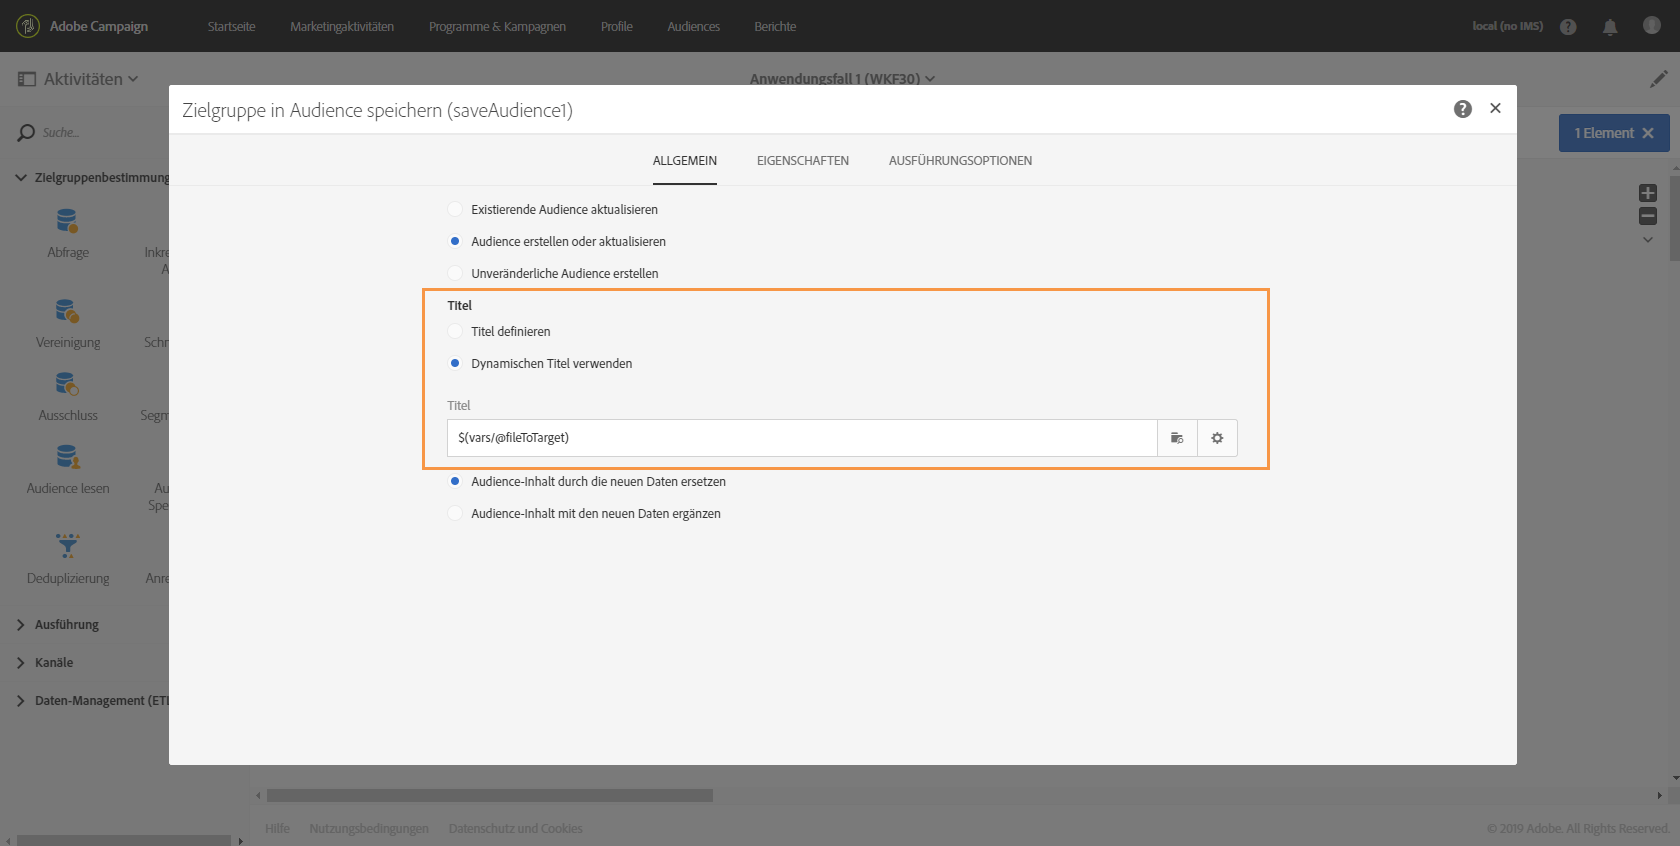 Adobe Campaign Startseite Marketingaktivitäten Programme & Kampagnen Profile Audiences Berichte local (no IMS) ?
Aktivitäten Anwendungsfall 1 (WKF30)
Zielgruppe in Audience speichern (saveAudience1) ?
Suche... 1 Element
ALLGEMEIN EIGENSCHAFTEN AUSFÜHRUNGSOPTIONEN
Zielgruppenbestimmung
Existierende Audience aktualisieren
Audience erstellen oder aktualisieren
Abfrage Inkre
A
Unveränderliche Audience erstellen
Titel
Titel definieren
Vereinigung Schr
Dynamischen Titel verwenden
Titel
Ausschluss Segm
$(vars/@fileToTarget)
Audience-Inhalt durch die neuen Daten ersetzen
Audience lesen Au
Spe
Audience-Inhalt mit den neuen Daten ergänzen
Deduplizierung Anre
Ausführung
Kanäle
Daten-Management (ETL
Hilfe Nutzungsbedingungen Datenschutz und Cookies © 2019 Adobe. All Rights Reserved.